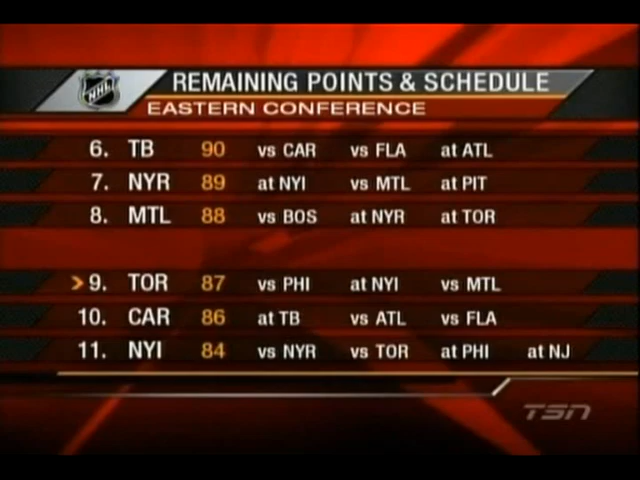 NHL
REMAINING POINTS & SCHEDULE
EASTERN CONFERENCE
6. TB 90 vs CAR vs FLA at ATL
7. NYR 89 at NYI vs MTL at PIT
8. MTL 88 vs BOS at NYR at TOR
> 9. TOR 87 vs PHI at NYI vs MTL
10. CAR 86 at TB vs ATL vs FLA
11. NYI 84 vs NYR vs TOR at PHI at NJ
TSN